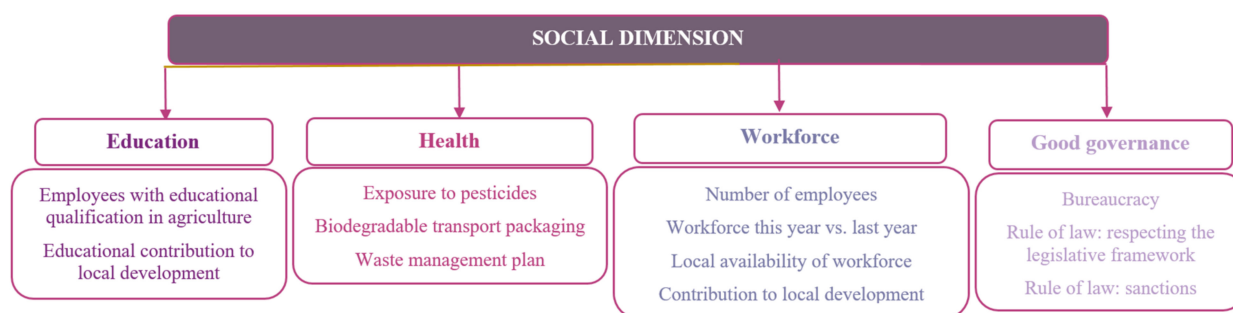 SOCIAL DIMENSION
Education
Employees with educational
qualification in agriculture
Educational contribution to
local development
Health
Exposure to pesticides
Biodegradable transport packaging
Waste management plan
Workforce
Number of employees
Workforce this year vs. last year
Local availability of workforce
Contribution to local development
Good governance
Bureaucracy
Rule of law: respecting the
legislative framework
Rule of law: sanctions